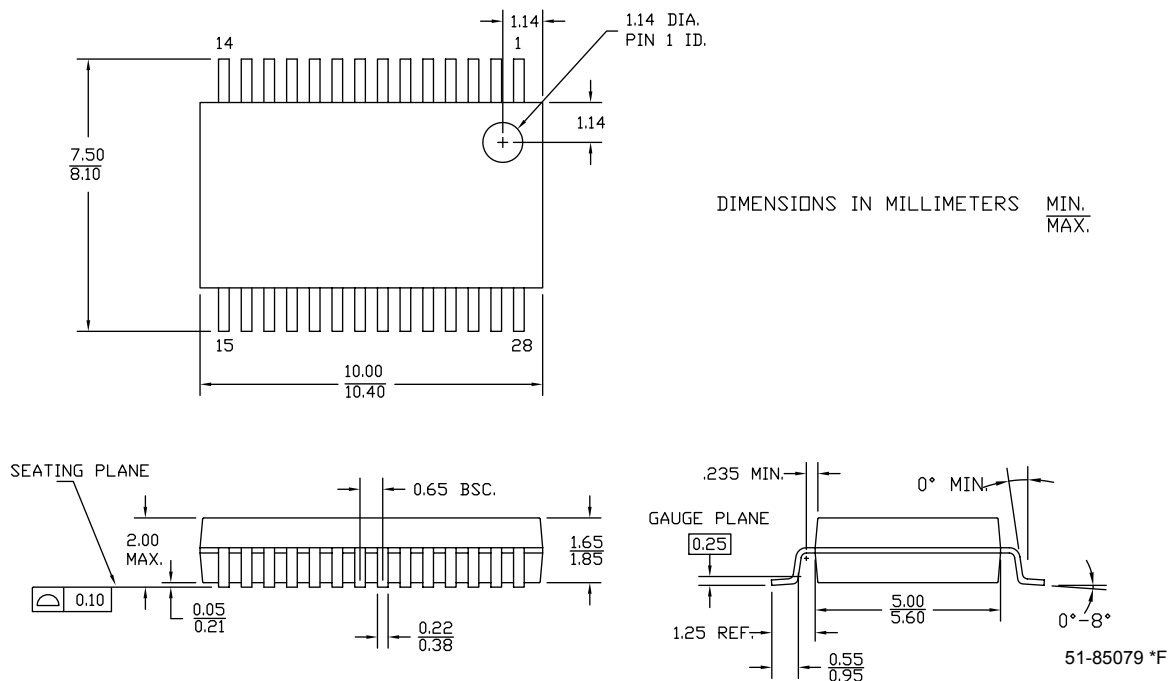 1.14
1.14 DIA.
PIN 1 ID.
14
1
1.14
7.50
8.10
DIMENSIONS IN MILLIMETERS MIN.
MAX.
15
28
10.00
10.40
SEATING PLANE
0.65 BSC.
2.00
MAX.
1.65
1.85
0.10
0.05
0.21
0.22
0.38
.235 MIN.
0° MIN.
GAUGE PLANE
0.25
5.00
5.60
1.25 REF.
0°-8°
0.55
0.95
51-85079 *F